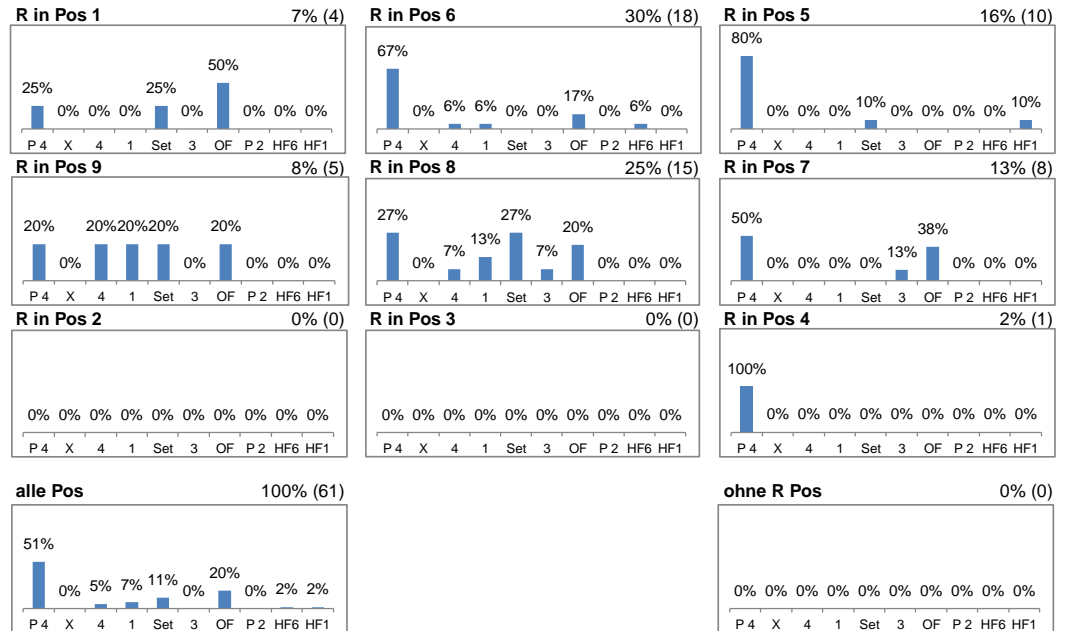 R in Pos 1 7% (4)
25% 0% 0% 0% 25% 0% 50% 0% 0% 0%
P 4 X 4 1 Set 3 OF P 2 HF6 HF1
R in Pos 6 30% (18)
67% 0% 6% 6% 0% 0% 17% 0% 6% 0%
P 4 X 4 1 Set 3 OF P 2 HF6 HF1
R in Pos 5 16% (10)
80% 0% 0% 0% 10% 0% 0% 0% 0% 10%
P 4 X 4 1 Set 3 OF P 2 HF6 HF1
R in Pos 9 8% (5)
20% 0% 20% 20% 20% 0% 20% 0% 0% 0%
P 4 X 4 1 Set 3 OF P 2 HF6 HF1
R in Pos 8 25% (15)
27% 0% 7% 13% 27% 7% 20% 0% 0% 0%
P 4 X 4 1 Set 3 OF P 2 HF6 HF1
R in Pos 7 13% (8)
50% 0% 0% 0% 0% 13% 38% 0% 0% 0%
P 4 X 4 1 Set 3 OF P 2 HF6 HF1
R in Pos 2 0% (0)
0% 0% 0% 0% 0% 0% 0% 0% 0% 0%
P 4 X 4 1 Set 3 OF P 2 HF6 HF1
R in Pos 3 0% (0)
0% 0% 0% 0% 0% 0% 0% 0% 0% 0%
P 4 X 4 1 Set 3 OF P 2 HF6 HF1
R in Pos 4 2% (1)
100% 0% 0% 0% 0% 0% 0% 0% 0% 0%
P 4 X 4 1 Set 3 OF P 2 HF6 HF1
alle Pos 100% (61)
51% 0% 5% 7% 11% 0% 20% 0% 2% 2%
P 4 X 4 1 Set 3 OF P 2 HF6 HF1
ohne R Pos 0% (0)
0% 0% 0% 0% 0% 0% 0% 0% 0% 0%
P 4 X 4 1 Set 3 OF P 2 HF6 HF1